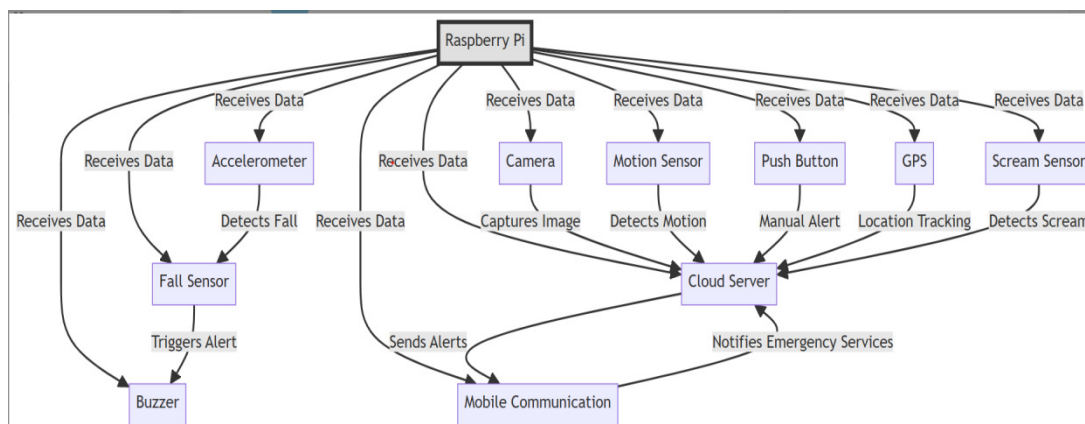 Raspberry Pi
Receives Data
Receives Data
Receives Data
Receives Data
Receives Data
Receives Data
Receives Data
Receives Data
Accelerometer
Receives Data
Camera
Motion Sensor
Push Button
GPS
Scream Sensor
Receives Data
Detects Fall
Receives Data
Captures Image
Detects Motion
Manual Alert
Location Tracking
Detects Scream
Fall Sensor
Cloud Server
Triggers Alert
Sends Alerts
Notifies Emergency Services
Buzzer
Mobile Communication